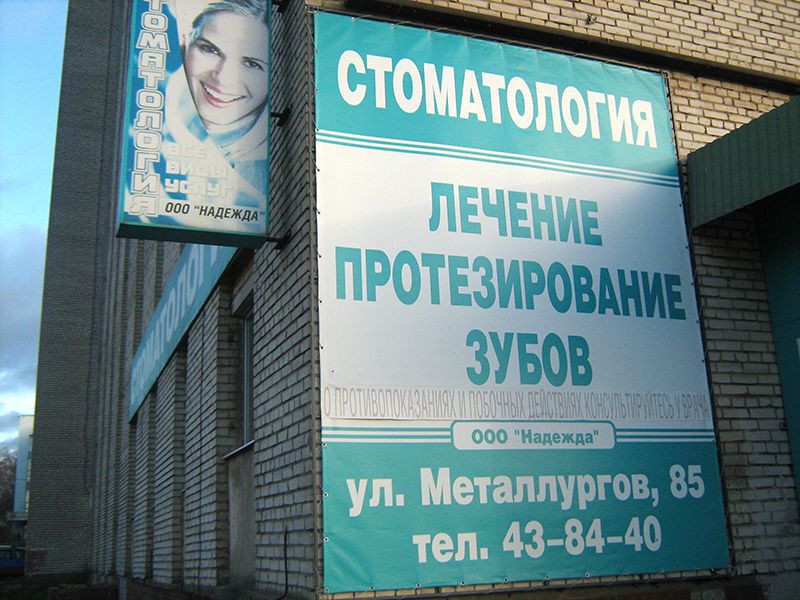 СТОМАТОЛОГИЯ
ВСЕ
ВИДЫ
УСЛУГ
ООО "НАДЕЖДА"
СТОМАТОЛОГИЯ
СТОМАТОЛОГИЯ
ЛЕЧЕНИЕ
ПРОТЕЗИРОВАНИЕ
ЗУБОВ
О ПРОТИВОПОКАЗАНИЯХ И ПОБОЧНЫХ ДЕЙСТВИЯХ КОНСУЛЬТИРУЙТЕСЬ У ВРАЧА
ООО "Надежда"
ул. Металлургов, 85
тел. 43-84-40